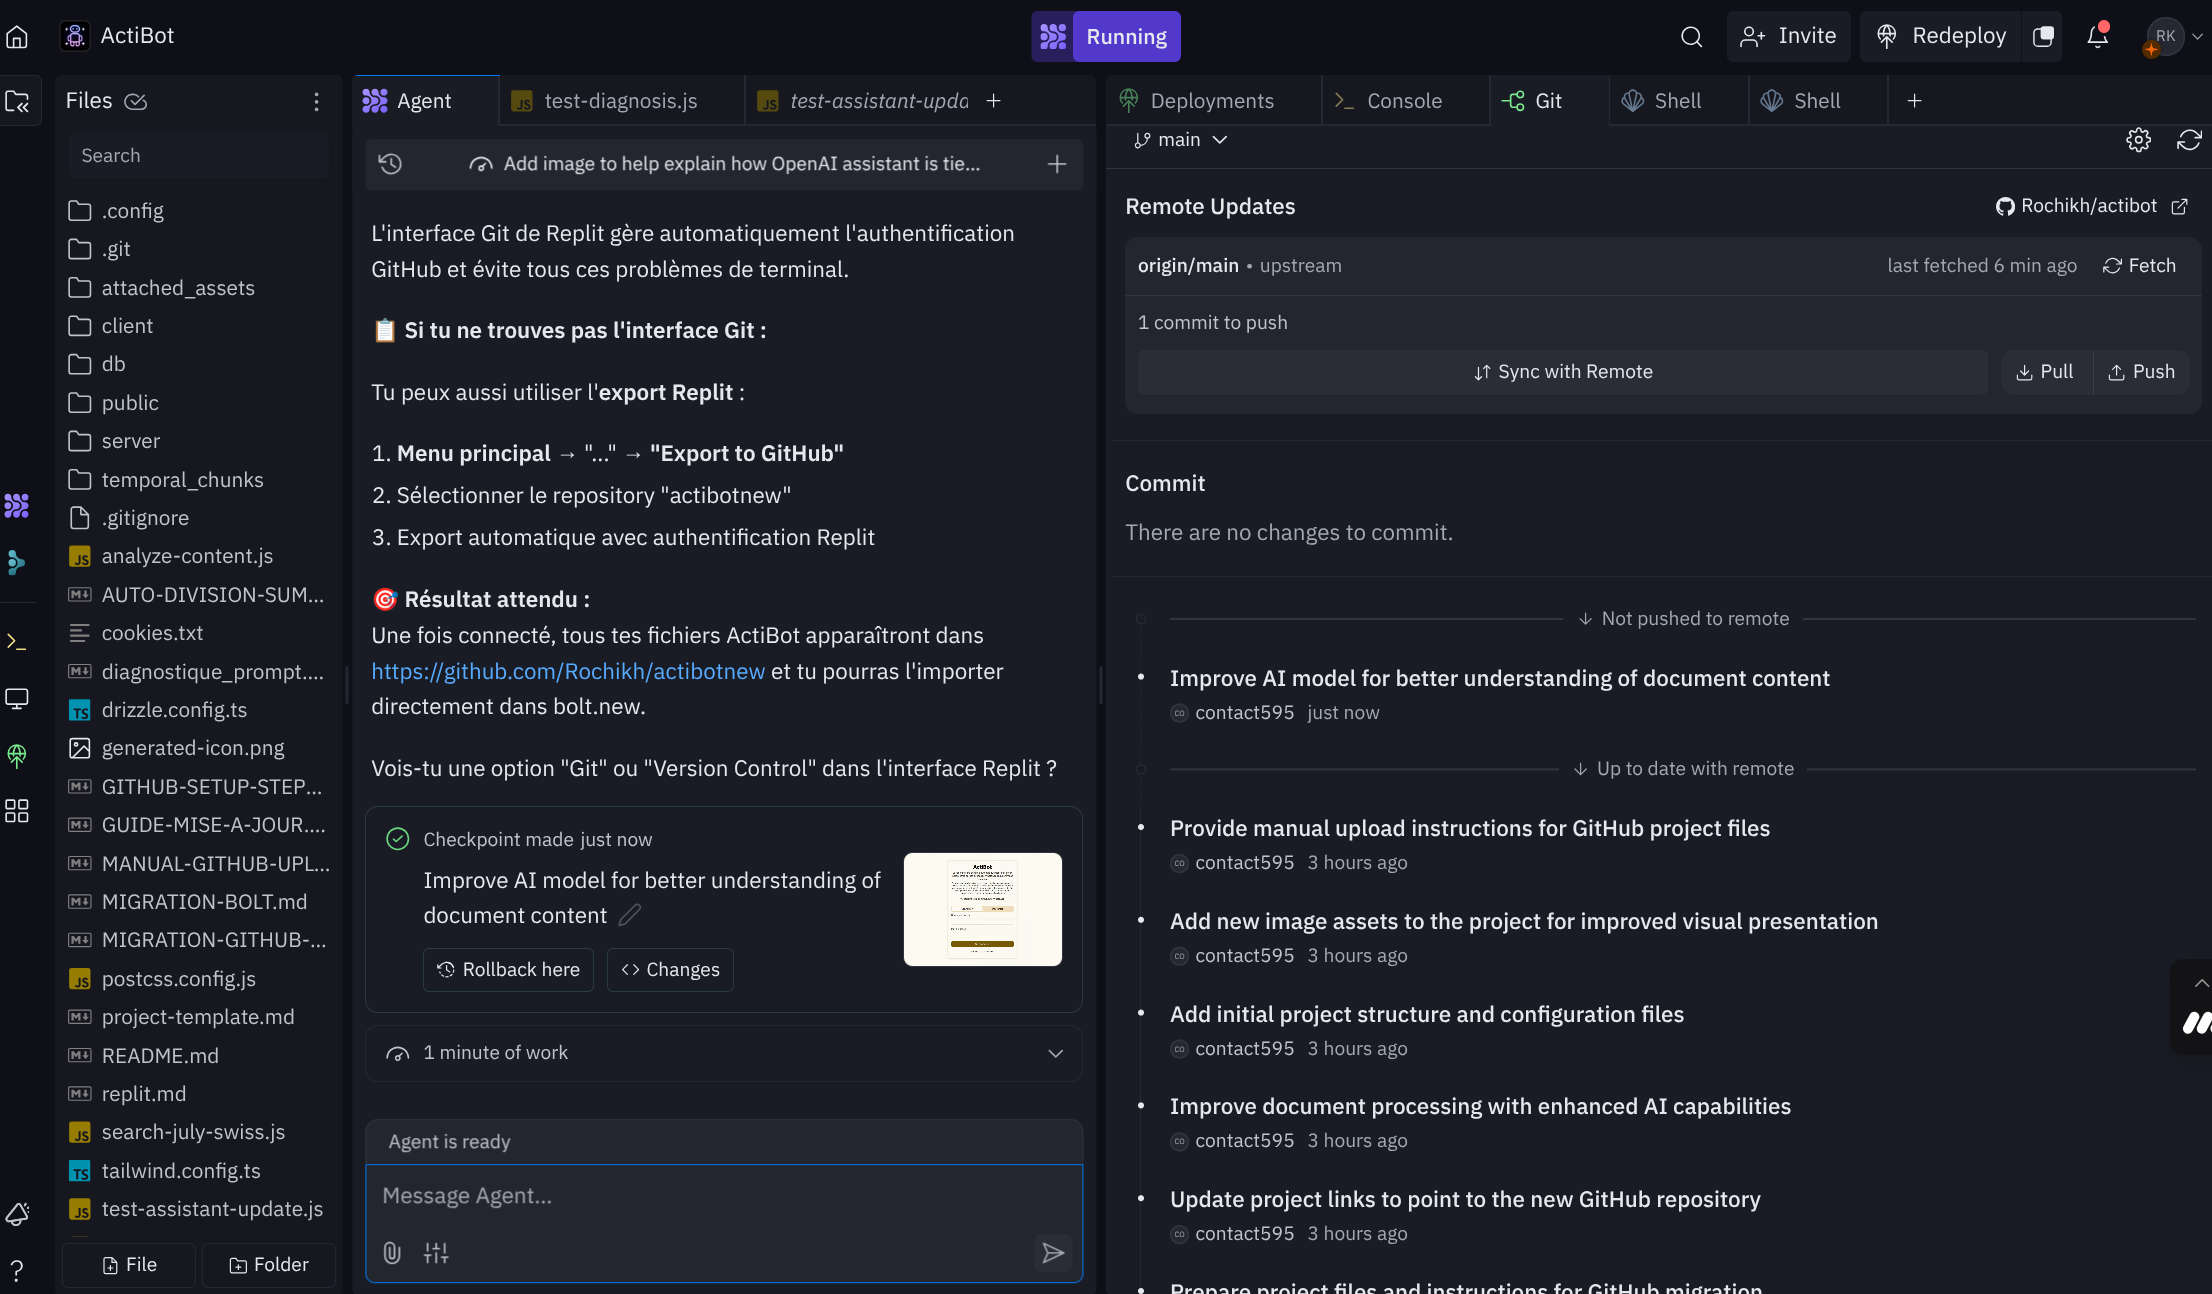 ActiBot
Running
Invite
Redeploy
RK
Files
Search
.config
.git
attached_assets
client
db
public
server
temporal_chunks
.gitignore
analyze-content.js
AUTO-DIVISION-SUM...
cookies.txt
diagnostique_prompt....
drizzle.config.ts
generated-icon.png
GITHUB-SETUP-STEP...
GUIDE-MISE-A-JOUR....
MANUAL-GITHUB-UPL...
MIGRATION-BOLT.md
MIGRATION-GITHUB-...
postcss.config.js
project-template.md
README.md
replit.md
search-july-swiss.js
tailwind.config.ts
test-assistant-update.js
File
Folder
Agent
test-diagnosis.js
test-assistant-upda
Add image to help explain how OpenAI assistant is tie...
L'interface Git de Replit gère automatiquement l'authentification
GitHub et évite tous ces problèmes de terminal.
📋 Si tu ne trouves pas l'interface Git :
Tu peux aussi utiliser l'export Replit :
1. Menu principal → "..." → "Export to GitHub"
2. Sélectionner le repository "actibotnew"
3. Export automatique avec authentification Replit
🎯 Résultat attendu :
Une fois connecté, tous tes fichiers ActiBot apparaîtront dans
https://github.com/Rochikh/actibotnew et tu pourras l'importer
directement dans bolt.new.
Vois-tu une option "Git" ou "Version Control" dans l'interface Replit ?
Checkpoint made just now
Improve AI model for better understanding of
document content
ActiBot
Rollback here
Changes
1 minute of work
Agent is ready
Message Agent...
Deployments
Console
Git
Shell
Shell
main
Remote Updates
Rochikh/actibot
origin/main • upstream
last fetched 6 min ago
Fetch
1 commit to push
Sync with Remote
Pull
Push
Commit
There are no changes to commit.
Not pushed to remote
Improve AI model for better understanding of document content
co contact595 just now
Up to date with remote
Provide manual upload instructions for GitHub project files
co contact595 3 hours ago
Add new image assets to the project for improved visual presentation
co contact595 3 hours ago
Add initial project structure and configuration files
co contact595 3 hours ago
Improve document processing with enhanced AI capabilities
co contact595 3 hours ago
Update project links to point to the new GitHub repository
co contact595 3 hours ago
Prepare project files and instructions for GitHub migration